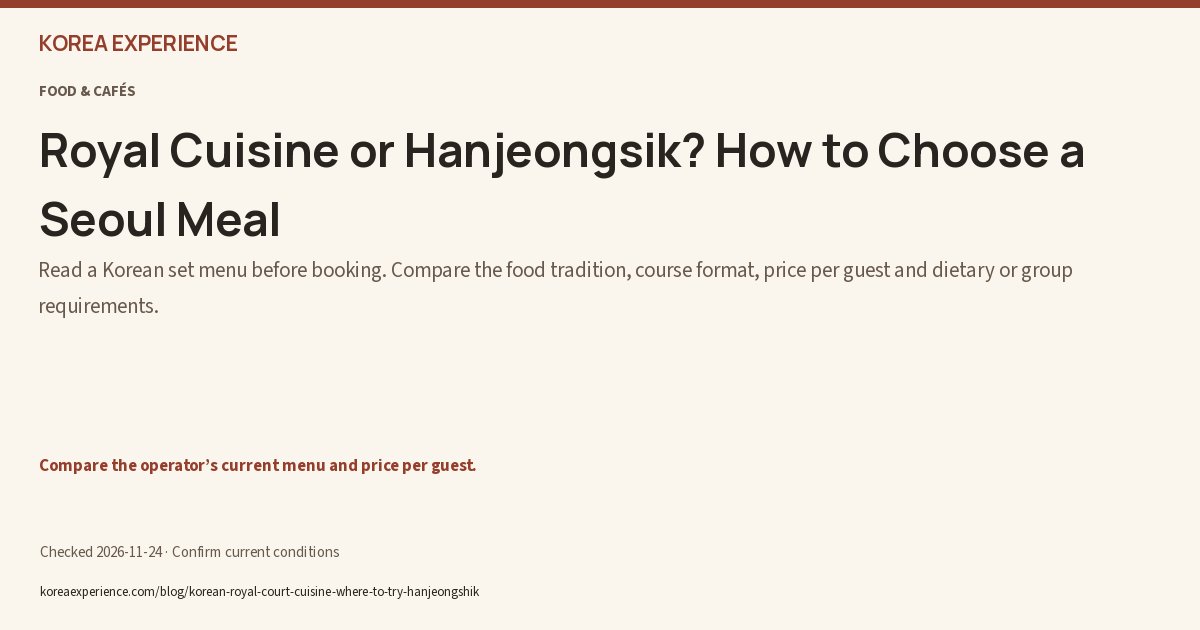 KOREA EXPERIENCE
FOOD & CAFÉS
Royal Cuisine or Hanjeongsik? How to Choose a
Seoul Meal
Read a Korean set menu before booking. Compare the food tradition, course format, price per guest and dietary or group
requirements.
Compare the operator’s current menu and price per guest.
Checked 2026-11-24 · Confirm current conditions
koreaexperience.com/blog/korean-royal-court-cuisine-where-to-try-hanjeongshik